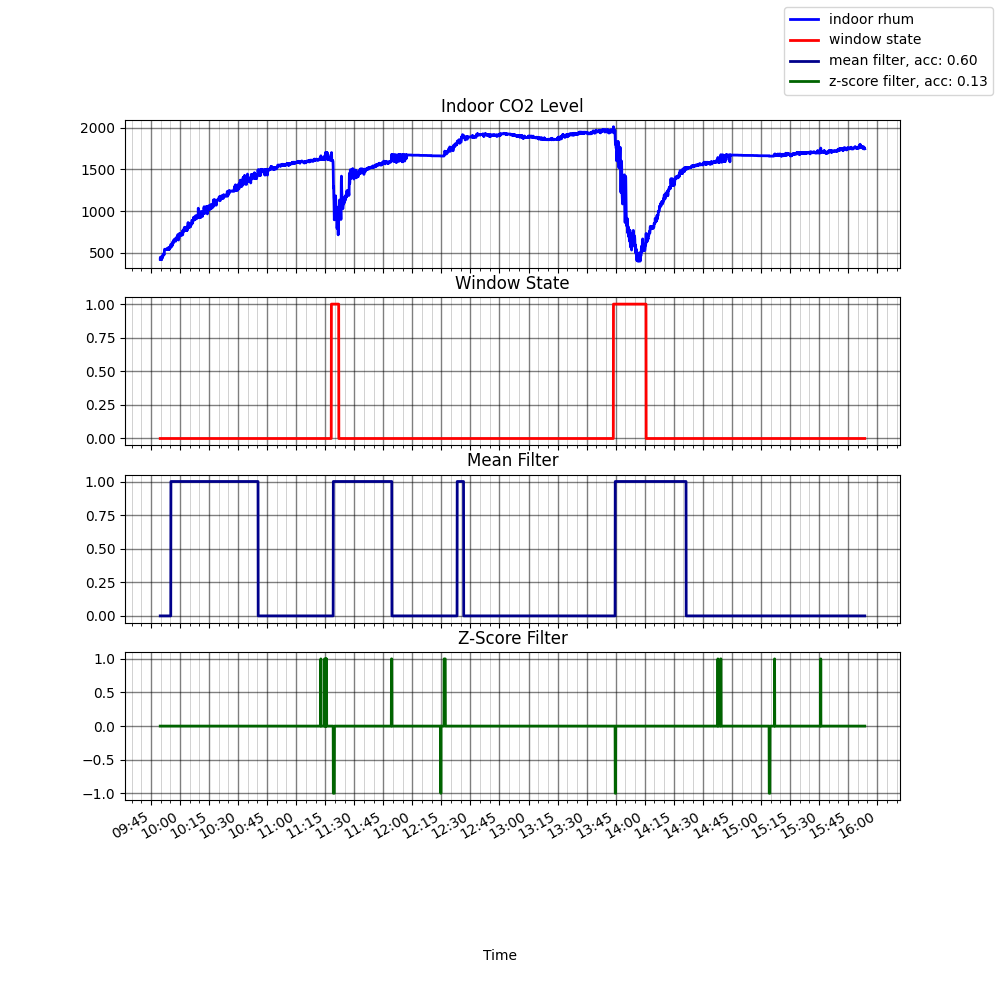 indoor rhum
window state
mean filter, acc: 0.60
z-score filter, acc: 0.13
Indoor CO2 Level
2000
1500
1000
500
Window State
1.00
0.75
0.50
0.25
0.00
Mean Filter
1.00
0.75
0.50
0.25
0.00
Z-Score Filter
1.0
0.5
0.0
−0.5
−1.0
09:45 10:00 10:15 10:30 10:45 11:00 11:15 11:30 11:45 12:00 12:15 12:30 12:45 13:00 13:15 13:30 13:45 14:00 14:15 14:30 14:45 15:00 15:15 15:30 15:45 16:00
Time